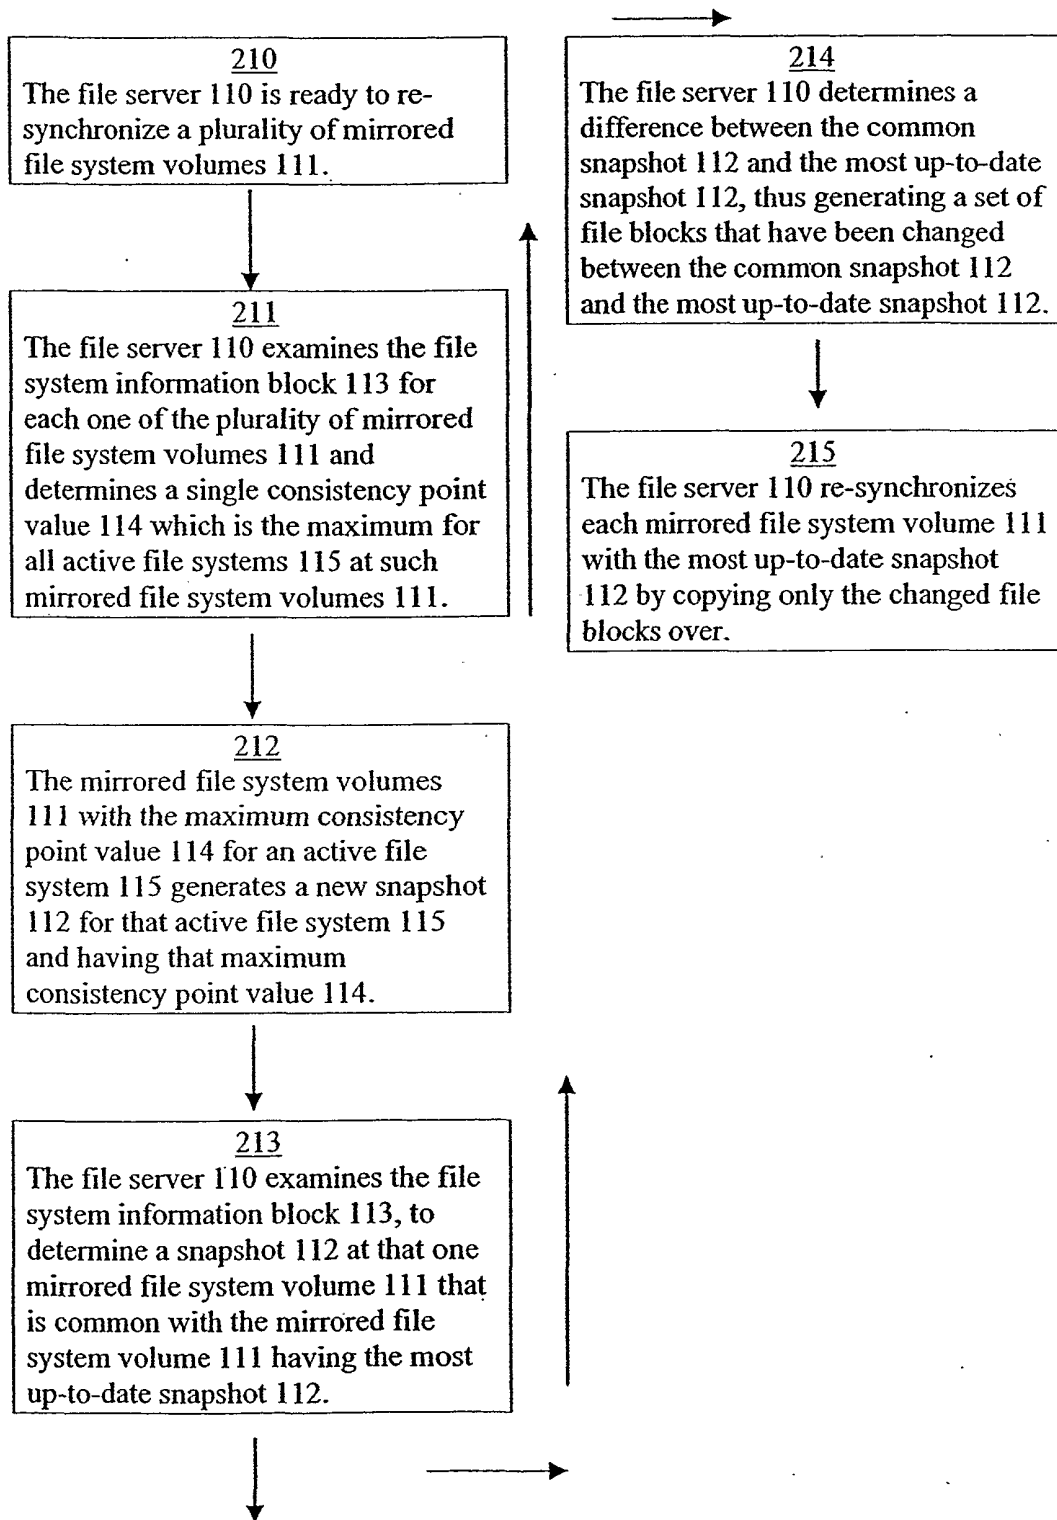 210
The file server 110 is ready to re-
synchronize a plurality of mirrored
file system volumes 111.
211
The file server 110 examines the file
system information block 113 for
each one of the plurality of mirrored
file system volumes 111 and
determines a single consistency point
value 114 which is the maximum for
all active file systems 115 at such
mirrored file system volumes 111.
212
The mirrored file system volumes
111 with the maximum consistency
point value 114 for an active file
system 115 generates a new snapshot
112 for that active file system 115
and having that maximum
consistency point value 114.
213
The file server 110 examines the file
system information block 113, to
determine a snapshot 112 at that one
mirrored file system volume 111 that
is common with the mirrored file
system volume 111 having the most
up-to-date snapshot 112.
214
The file server 110 determines a
difference between the common
snapshot 112 and the most up-to-date
snapshot 112, thus generating a set of
file blocks that have been changed
between the common snapshot 112
and the most up-to-date snapshot 112.
215
The file server 110 re-synchronizes
each mirrored file system volume 111
with the most up-to-date snapshot
112 by copying only the changed file
blocks over.